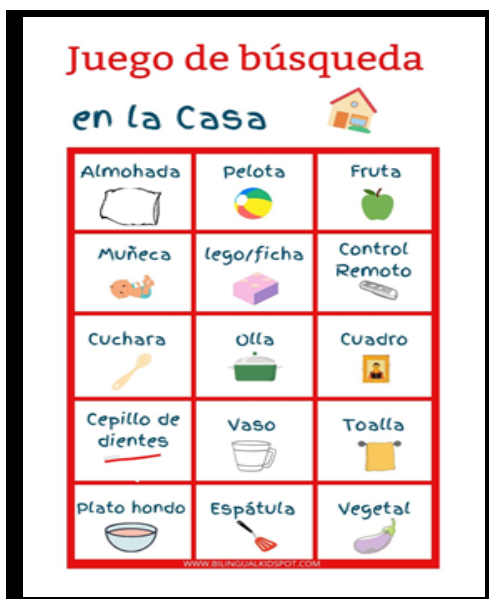 Juego de búsqueda
en la Casa
Almohada
Pelota
Fruta
Muñeca
lego/ficha
Control
Remoto
Cuchara
Olla
Cuadro
Cepillo de
dientes
Vaso
Toalla
Plato hondo
Espátula
Vegetal
WWW.BILINGUALKIDSPOT.COM